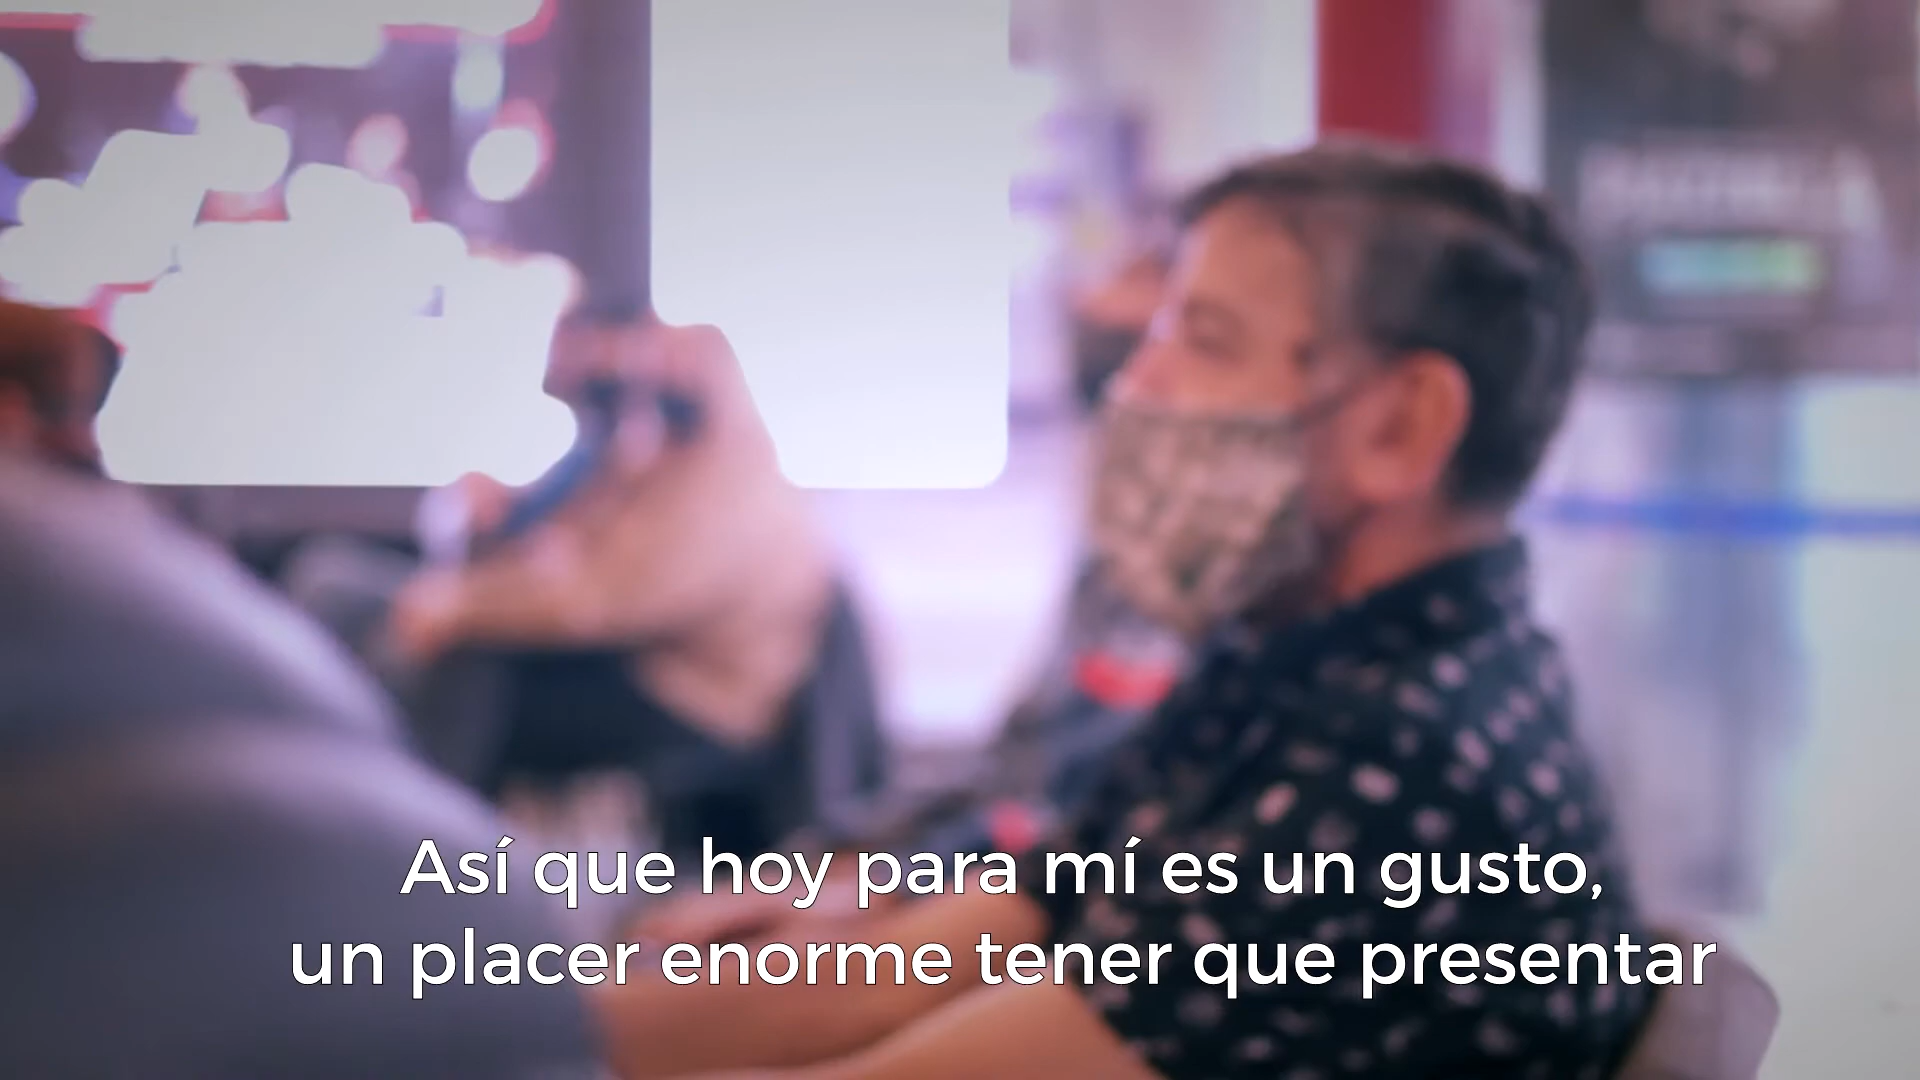 Así que hoy para mí es un gusto,
un placer enorme tener que presentar